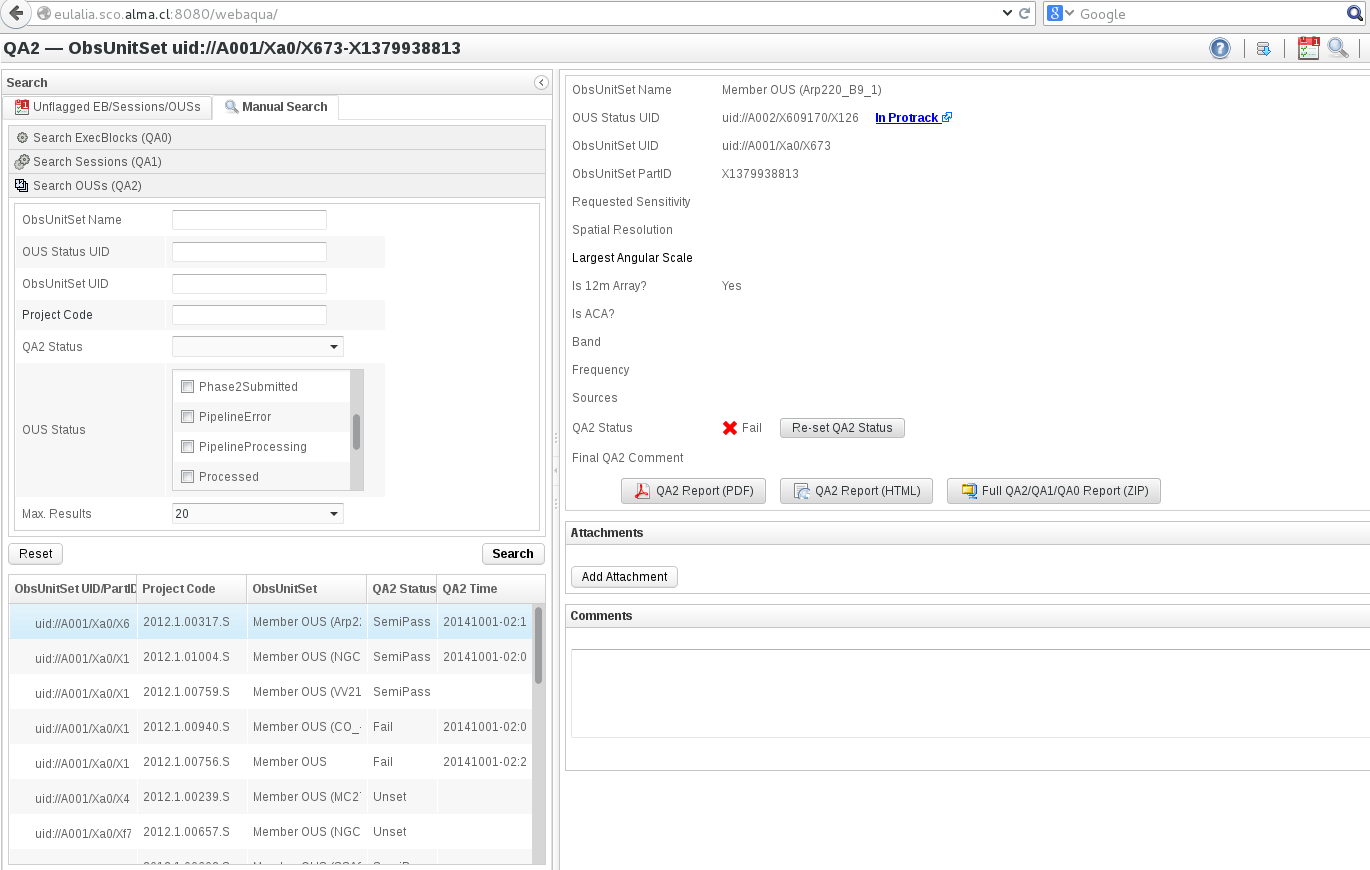 eulalia.sco.alma.cl:8080/webaqua/
8 Google
QA2 — ObsUnitSet uid://A001/Xa0/X673-X1379938813
Search
Unflagged EB/Sessions/OUSs
Manual Search
Search ExecBlocks (QA0)
Search Sessions (QA1)
Search OUSs (QA2)
ObsUnitSet Name
OUS Status UID
ObsUnitSet UID
Project Code
QA2 Status
OUS Status
Phase2Submitted
PipelineError
PipelineProcessing
Processed
Max. Results 20
Reset Search
ObsUnitSet UID/PartID Project Code ObsUnitSet QA2 Status QA2 Time
uid://A001/Xa0/X6 2012.1.00317.S Member OUS (Arp22 SemiPass 20141001-02:1
uid://A001/Xa0/X1 2012.1.01004.S Member OUS (NGC SemiPass 20141001-02:0
uid://A001/Xa0/X1 2012.1.00759.S Member OUS (VV21 SemiPass
uid://A001/Xa0/X1 2012.1.00940.S Member OUS (CO_- Fail 20141001-02:0
uid://A001/Xa0/X1 2012.1.00756.S Member OUS Fail 20141001-02:2
uid://A001/Xa0/X4 2012.1.00239.S Member OUS (MC27 Unset
uid://A001/Xa0/Xf7 2012.1.00657.S Member OUS (NGC Unset
ObsUnitSet Name Member OUS (Arp220_B9_1)
OUS Status UID uid://A002/X609170/X126 In Protrack
ObsUnitSet UID uid://A001/Xa0/X673
ObsUnitSet PartID X1379938813
Requested Sensitivity
Spatial Resolution
Largest Angular Scale
Is 12m Array? Yes
Is ACA?
Band
Frequency
Sources
QA2 Status Fail Re-set QA2 Status
Final QA2 Comment
QA2 Report (PDF) QA2 Report (HTML) Full QA2/QA1/QA0 Report (ZIP)
Attachments
Add Attachment
Comments